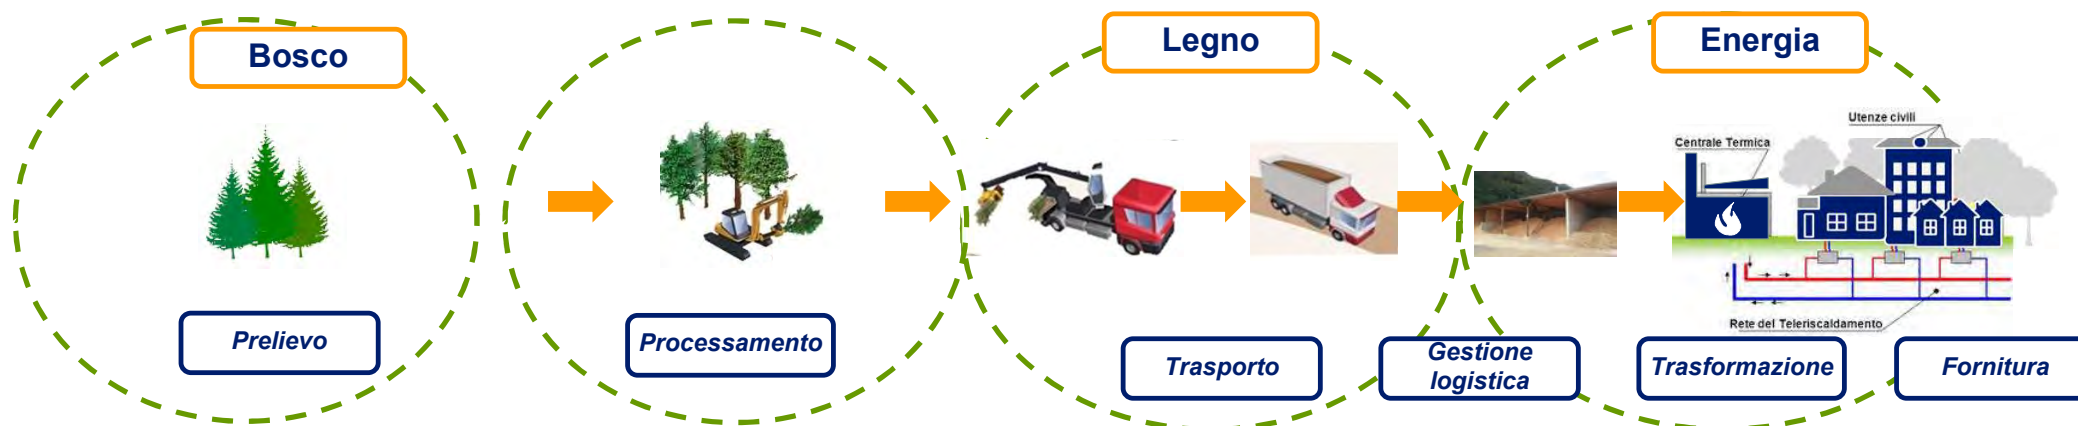 Bosco
Legno
Energia
Utenze civili
Centrale Termica
Rete del Teleriscaldamento
Prelievo
Processamento
Trasporto
Gestione
logistica
Trasformazione
Fornitura